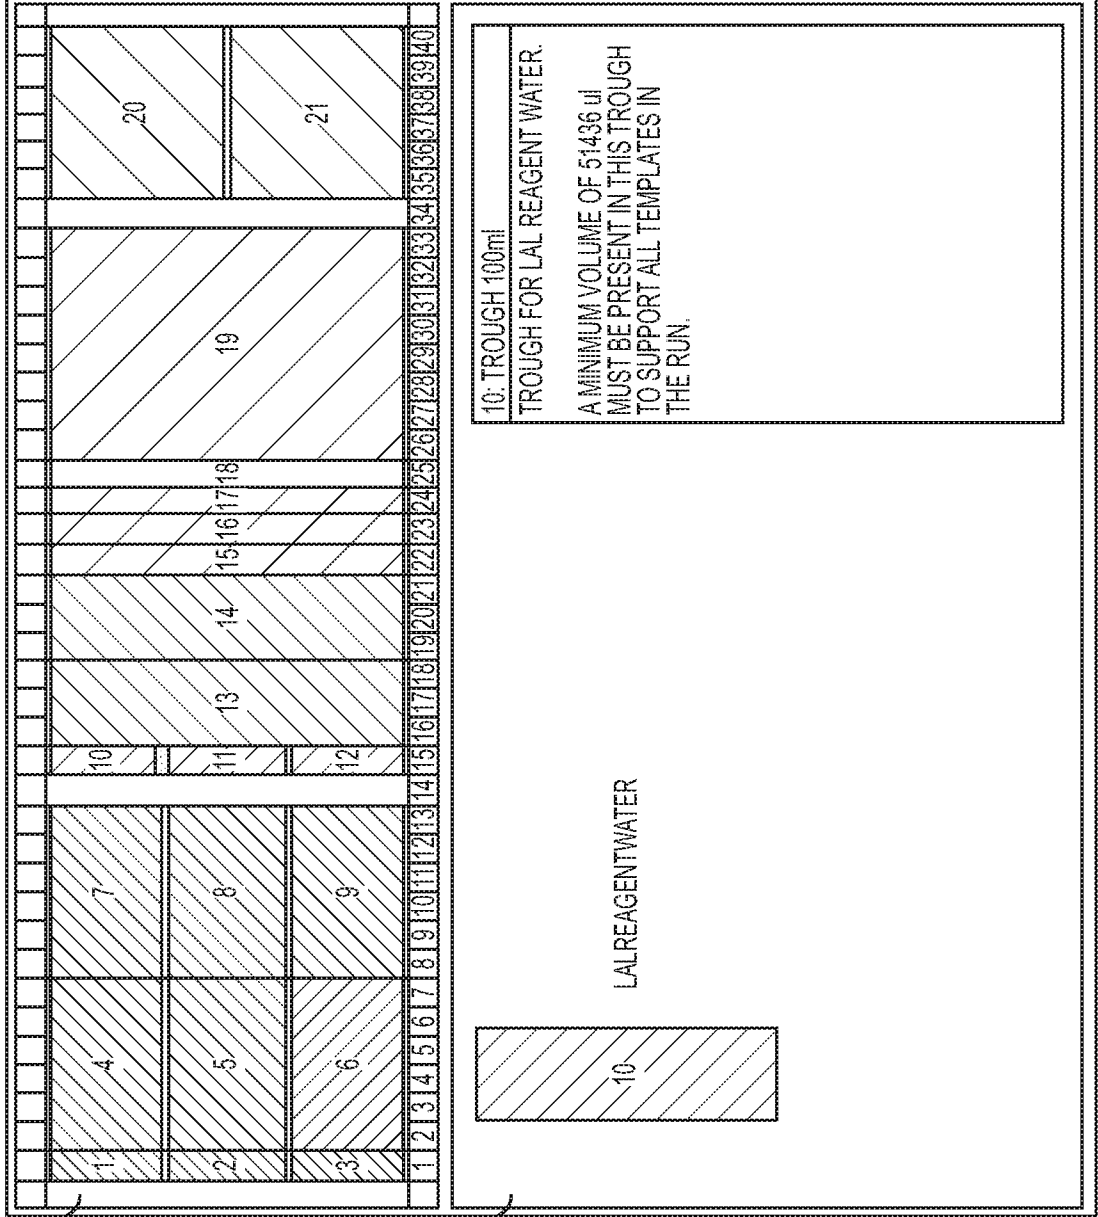 1 4 7 10
20
2 5 8 11 13 14 15 16 17 18 19
21
3 6 9 12
1 2 3 4 5 6 7 8 9 10 11 12 13 14 15 16 17 18 19 20 21 22 23 24 25 26 27 28 29 30 31 32 33 34 35 36 37 38 39 40
10
LALREAGENTWATER
10: TROUGH 100ml
TROUGH FOR LAL REAGENT WATER.
A MINIMUM VOLUME OF 51436 ul
MUST BE PRESENT IN THIS TROUGH
TO SUPPORT ALL TEMPLATES IN
THE RUN.